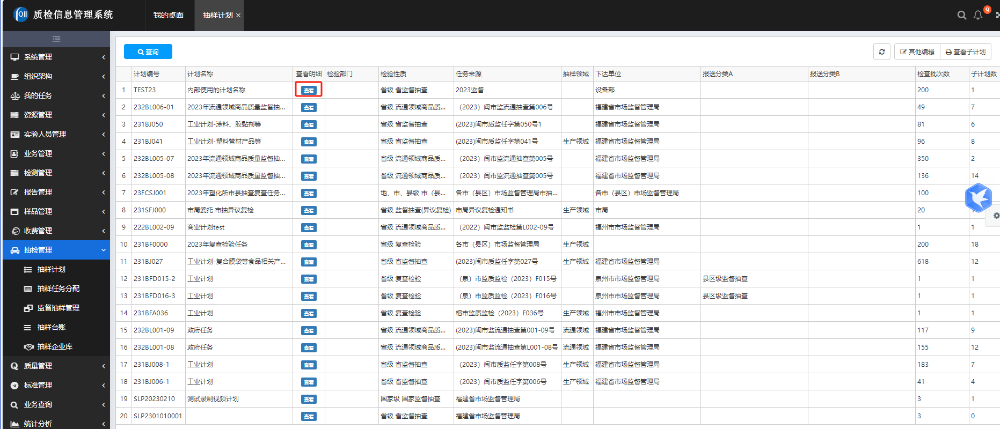 质检信息管理系统
我的桌面
抽样计划 ×
9
系统管理
组织架构
我的任务
资源管理
实验人员管理
业务管理
检测管理
报告管理
样品管理
收费管理
抽检管理
抽样计划
抽样任务分配
监督抽样管理
抽样台账
抽样企业库
质量管理
标准管理
业务查询
统计分析
查询
其他编辑 查看子计划
计划编号 计划名称 查看明细 检验部门 检验性质 任务来源 抽样领域 下达单位 报送分类A 报送分类B 检查批次数 子计划数
1 TEST23 内部使用的计划名称 查看 省级 省监督抽查 2023监督 设备部 200 1
2 232BL006-01 2023年流通领域商品质量监督抽... 查看 省级 流通领域商品质... （2023）闽市监流通抽查第006号 福建省市场监督管理局 49 7
3 231BJ050 工业计划-涂料、胶黏剂等 查看 省级 省监督抽查 (2023)闽市质监任字第050号1 福建省市场监督管理局 81 6
4 231BJ041 工业计划-塑料管材产品等 查看 省级 省监督抽查 (2023)闽市质监任字第041号 生产领域 福建省市场监督管理局 96 8
5 232BL005-07 2023年流通领域商品质量监督抽... 查看 省级 流通领域商品质... （2023）闽市监流通抽查第005号 福建省市场监督管理局 350 2
6 232BL005-08 2023年流通领域商品质量监督抽... 查看 省级 流通领域商品质... （2023）闽市监流通抽查第005号 福建省市场监督管理局 136 14
7 23FCSJ001 2023年塑化所市县抽查复查任务... 查看 地、市、县级 市（县... 各市（县区）市场监督管理局市抽... 各市（县区）市场监督管理局 100
8 231SFJ000 市局委托 市抽异议复检 查看 省级 监督抽查(异议复检) 市局异议复检通知书 生产领域 市局 20
9 222BL002-09 商业计划test 查看 省级 流通领域商品质... （2022）闽市监监检第L002-09号 福州市市场监督管理局 1 1
10 231BF0000 2023年复查检验任务 查看 省级 复查检验 各市（县区）市场监督管理局 生产领域 200 18
11 231BJ027 工业计划-复合膜袋等食品相关产... 查看 省级 省监督抽查 (2023)闽市质监任字第027号 生产领域 福建省市场监督管理局 618 12
12 231BFD015-2 工业计划 查看 省级 复查检验 （泉）市监质监检（2023）F015号 泉州市市场监督管理局 县区级监督抽查 1 1
13 231BFD016-3 工业计划 查看 省级 复查检验 （泉）市监质监检（2023）F016号 泉州市市场监督管理局 县区级监督抽查 1 1
14 231BFA036 工业计划 查看 省级 复查检验 榕市监质监检（2023）F036号 生产领域 福州市市场监督管理局 1 1
15 232BL001-09 政府任务 查看 省级 流通领域商品质... (2023)闽市监流通抽查第001-09号 流通领域 福建省市场监督管理局 117 9
16 232BL001-08 政府任务 查看 省级 流通领域商品质... (2023)闽市监流通抽查第L001-08号 流通领域 福建省市场监督管理局 155 12
17 231BJ008-1 工业计划 查看 省级 省监督抽查 （2023）闽市质监任字第008号 生产领域 福建省市场监督管理局 183 7
18 231BJ006-1 工业计划 查看 省级 省监督抽查 （2023）闽市质监任字第006号 生产领域 福建省市场监督管理局 41 4
19 SLP20230210 测试录制视频计划 查看 国家级 国家监督抽查 福建省市场监督管理局 3 1
20 SLP2301010001 查看 省级 省监督抽查 福建省市场监督管理局 3 0